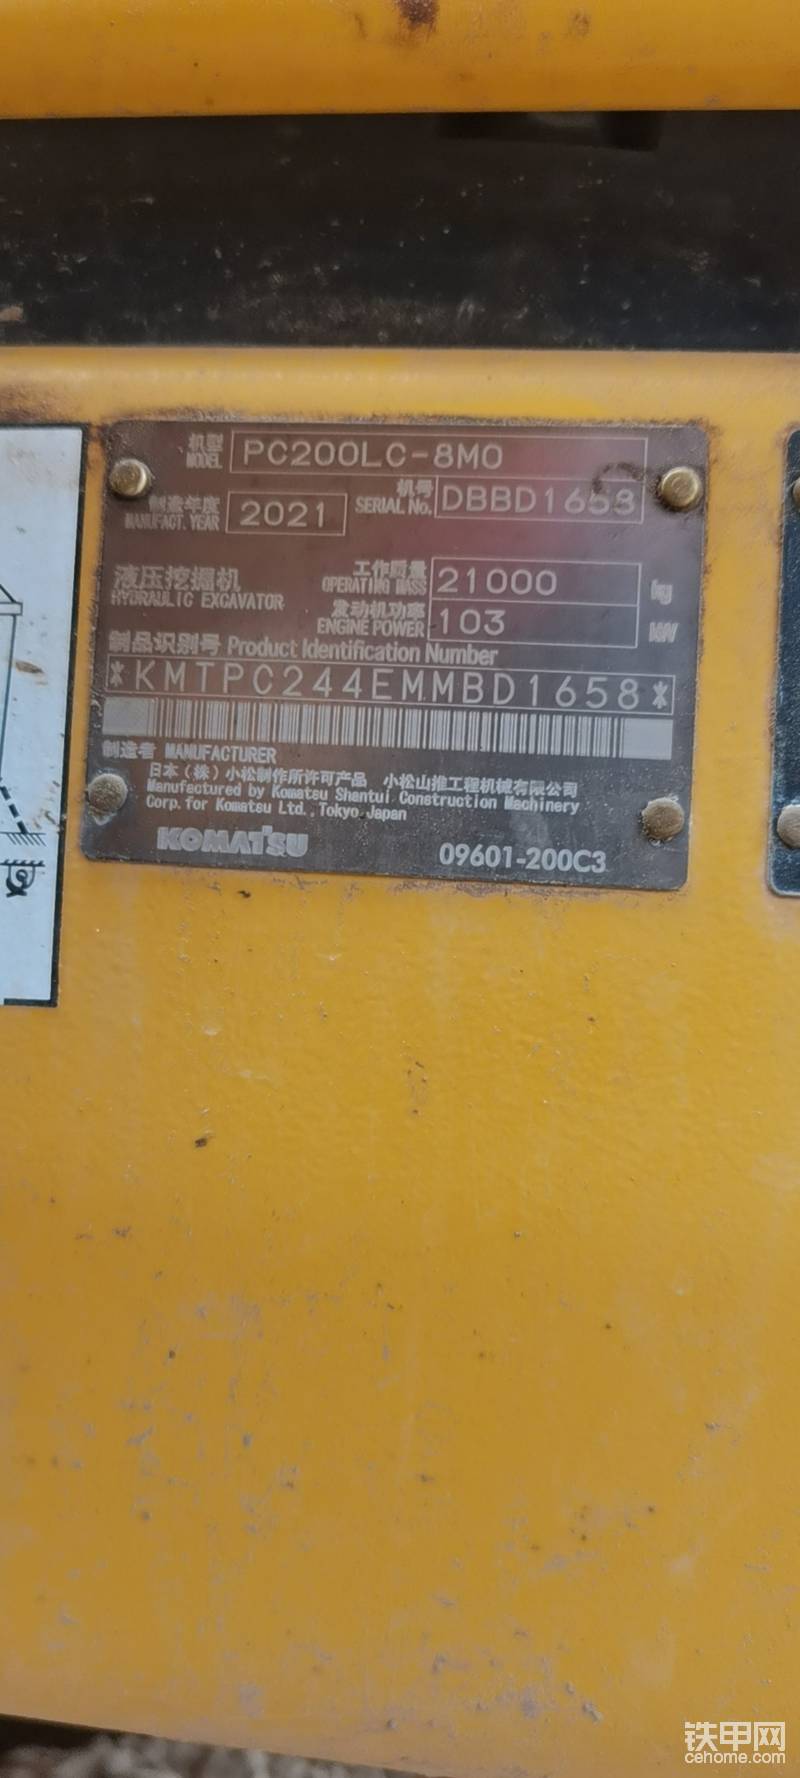 机型 MODEL PC200LC-8M0
制造年度 MANUFACT. YEAR 2021 机号 SERIAL No. DBBD1658
液压挖掘机 HYDRAULIC EXCAVATOR
工作质量 OPERATING MASS 21000 kg
发动机功率 ENGINE POWER 103 kW
制品识别号 Product Identification Number
*KMTPC244EMMBD1658*
制造者 MANUFACTURER
日本(株)小松制作所许可产品 小松山推工程机械有限公司
Manufactured by Komatsu Shantui Construction Machinery
Corp. for Komatsu Ltd., Tokyo Japan
KOMATSU 09601-200C3
铁甲网
cehome.com